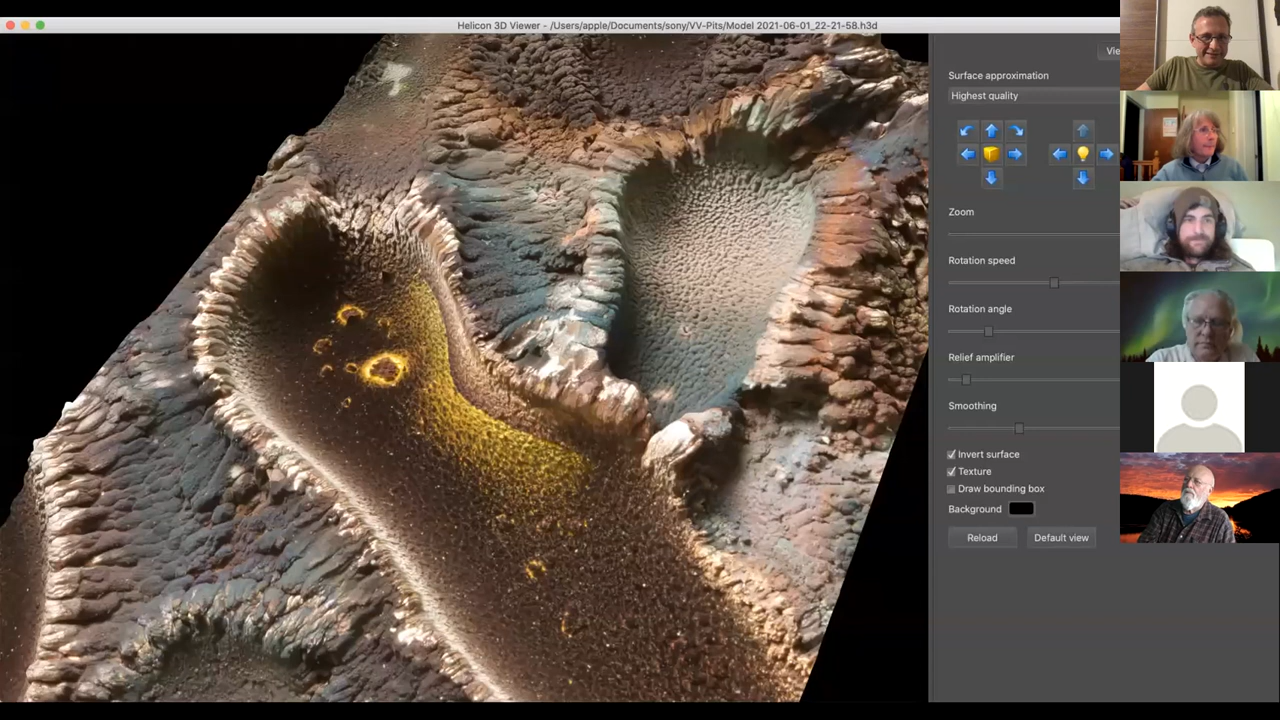 Helicon 3D Viewer - /Users/apple/Documents/sony/VV-Pits/Model 2021-06-01_22-21-58.h3d
Vie
Surface approximation
Highest quality
Zoom
Rotation speed
Rotation angle
Relief amplifier
Smoothing
Invert surface
Texture
Draw bounding box
Background
Reload
Default view